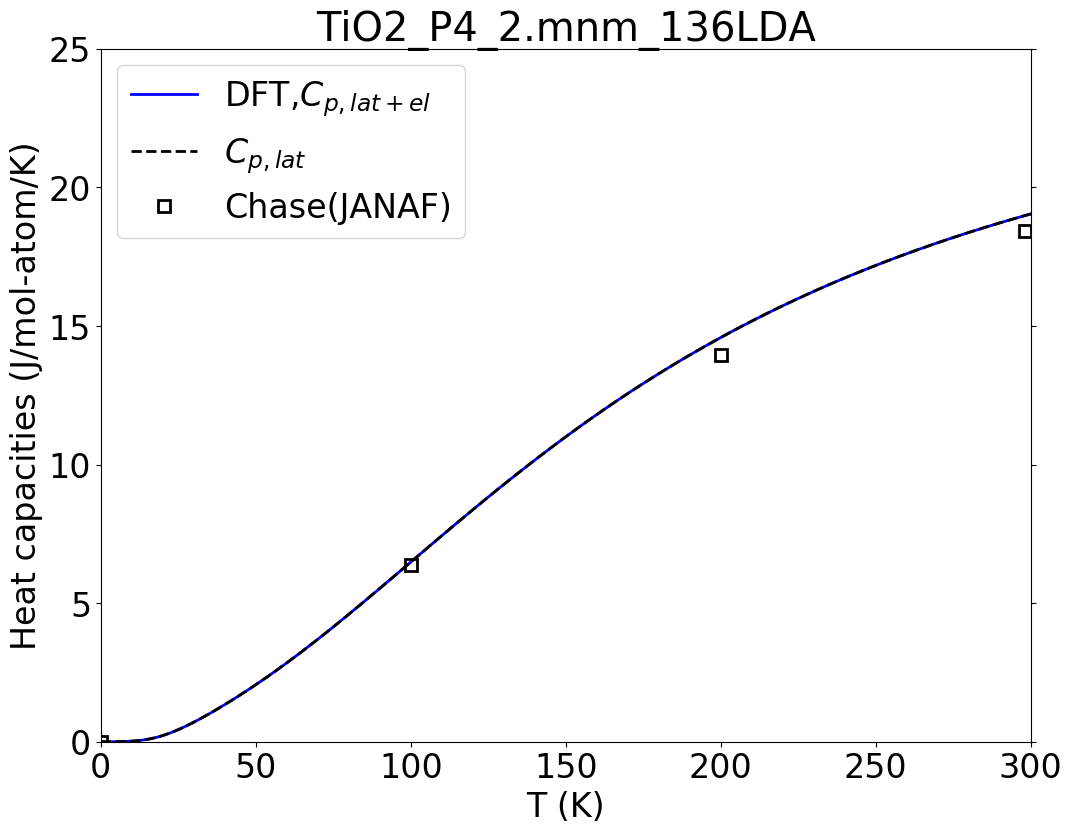 TiO2_P4_2.mnm_136LDA
Heat capacities (J/mol-atom/K)
25
20
15
10
5
0
DFT,C_{p, lat + el}
C_{p, lat}
Chase(JANAF)
0 50 100 150 200 250 300
T (K)